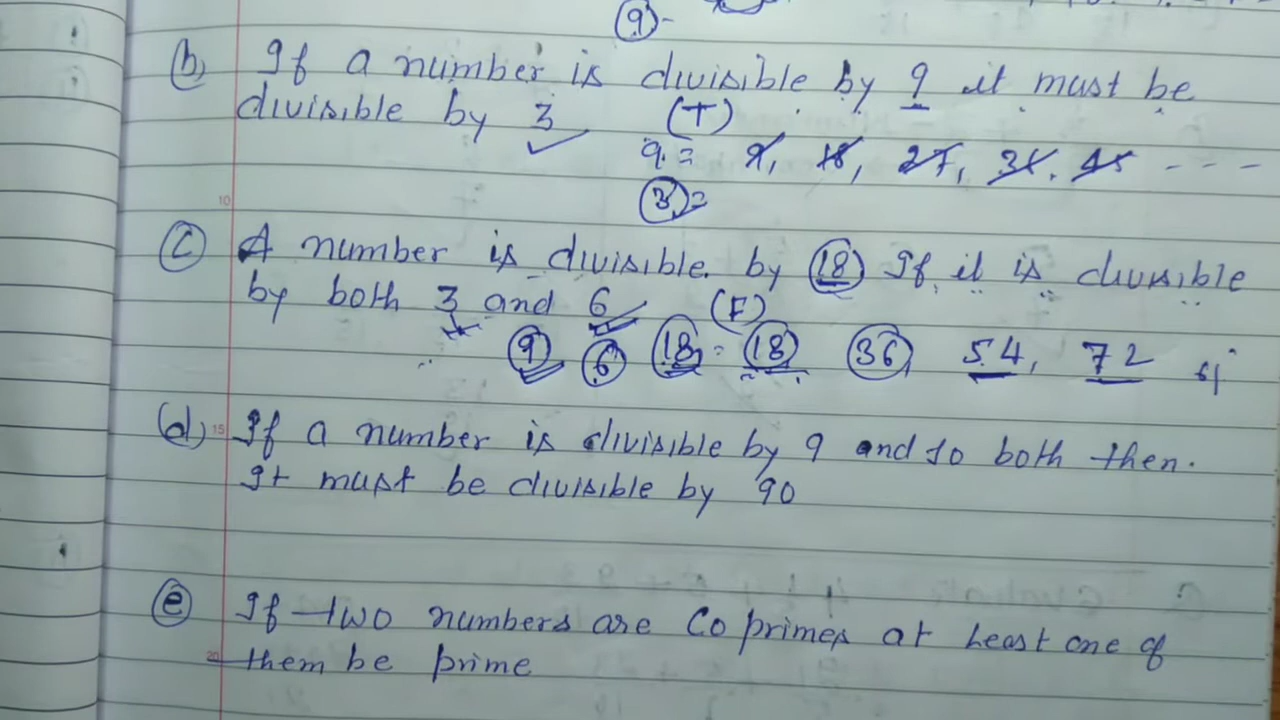 (9)-
(b) If a number is divisible by 9 it must be
divisible by 3 (T)
9 = 9, 18, 27, 36, 45 - - -
(3) =
(c) A number is divisible by (18) If it is divisible
by both 3 and 6 (F)
(9) (6) (18) = (18) (36) 54, 72
(d) If a number is divisible by 9 and 10 both then.
It must be divisible by 90
(e) If two numbers are Co primes at least one of
them be prime